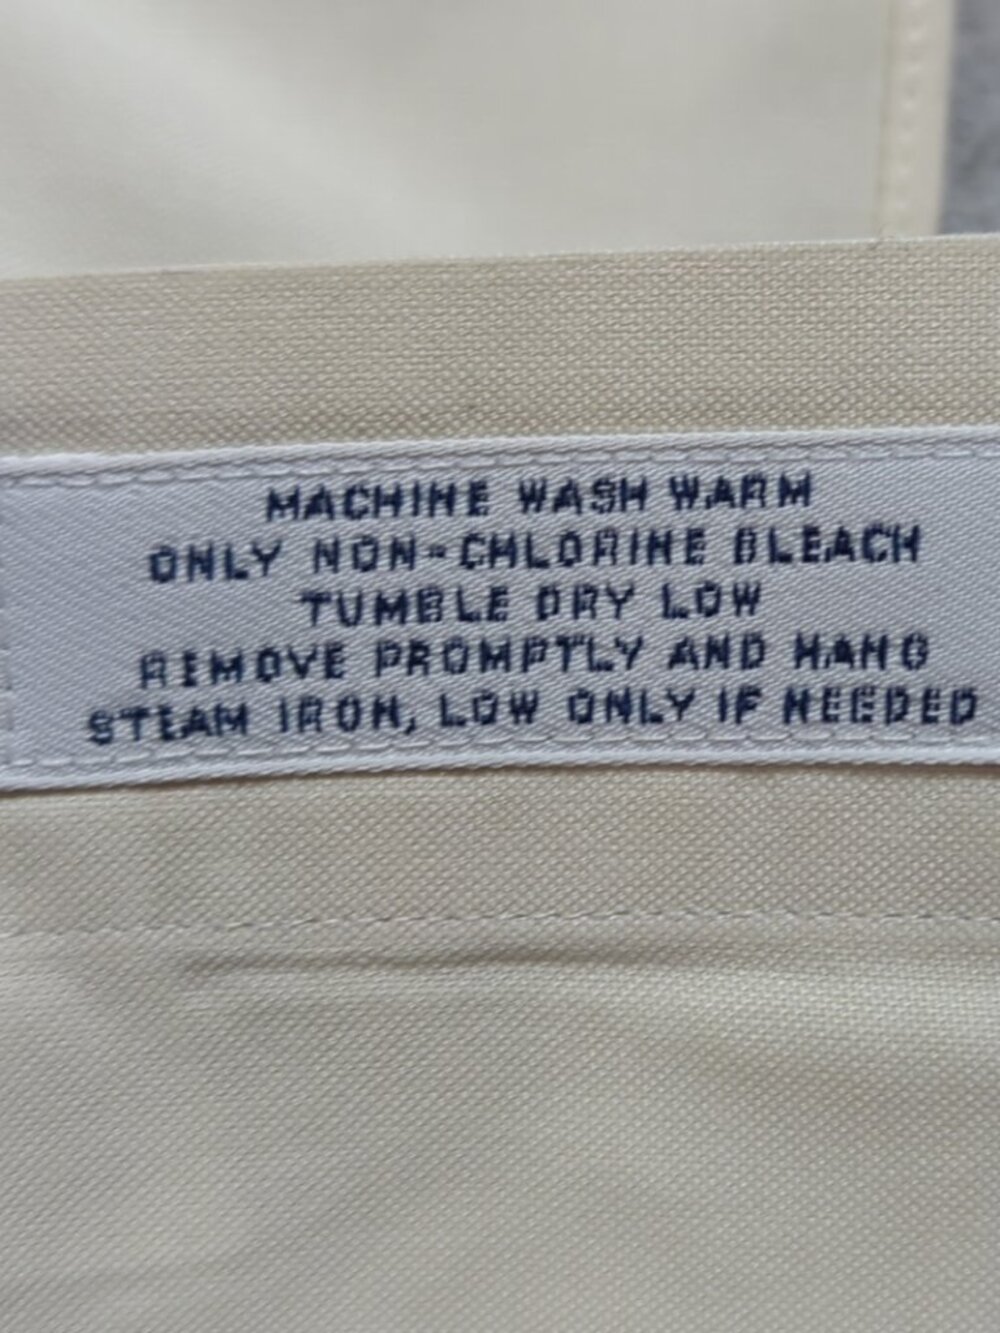 MACHINE WASH WARM
ONLY NON-CHLORINE BLEACH
TUMBLE DRY LOW
REMOVE PROMPTLY AND HANG
STEAM IRON, LOW ONLY IF NEEDED